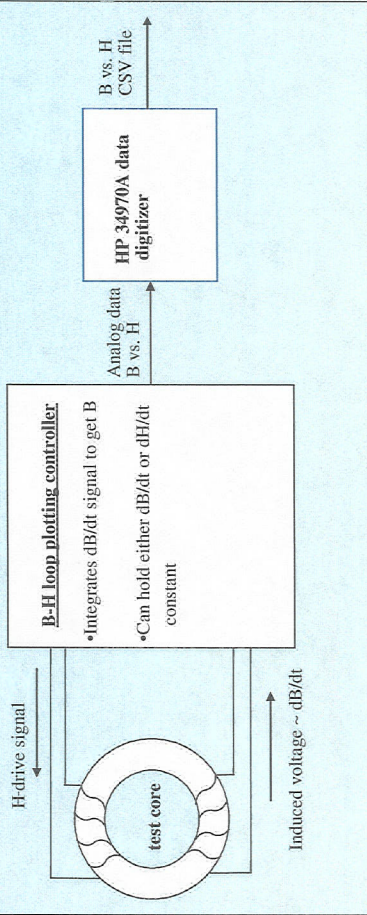 H-drive signal
test core
Induced voltage ~ dB/dt
B-H loop plotting controller
•Integrates dB/dt signal to get B
•Can hold either dB/dt or dH/dt
constant
Analog data
B vs. H
HP 34970A data
digitizer
B vs. H
CSV file